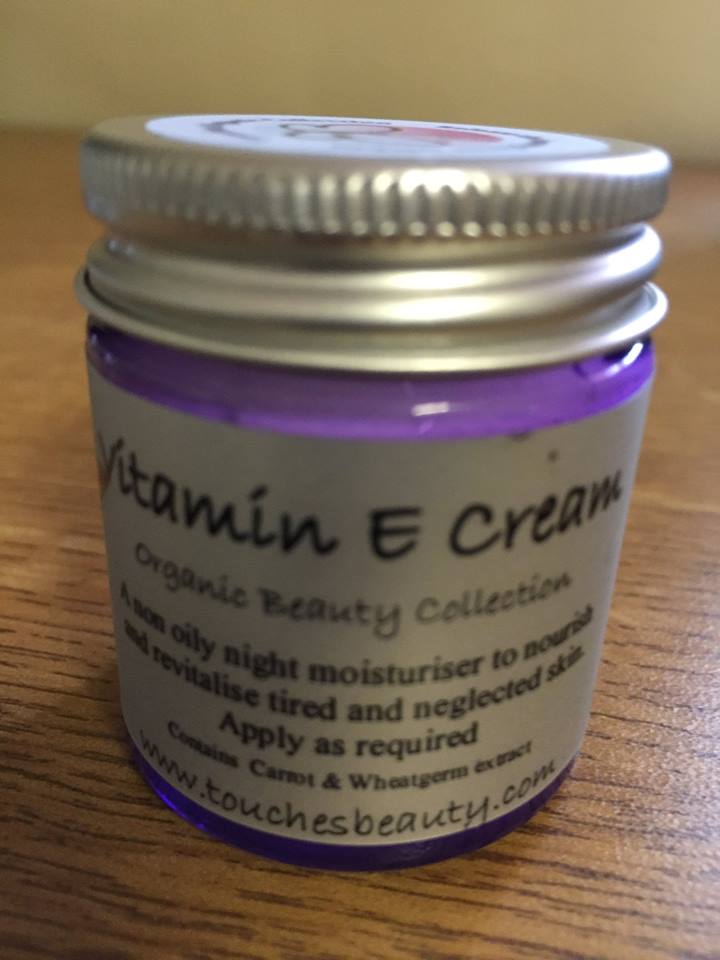 Vitamin E Cream
Organic Beauty Collection
A non oily night moisturiser to nourish
and revitalise tired and neglected skin.
Apply as required
Contains Carrot & Wheatgerm extract
www.touchesbeauty.com